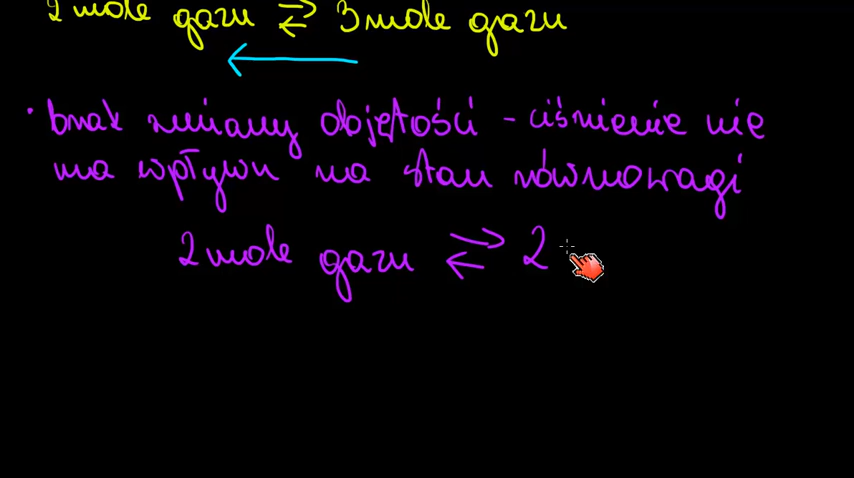 2 mole gazu ⇄ 3 mole gazu
←
• brak zmiany objętości - ciśnienie nie
ma wpływu na stan równowagi
2 mole gazu ⇄ 2